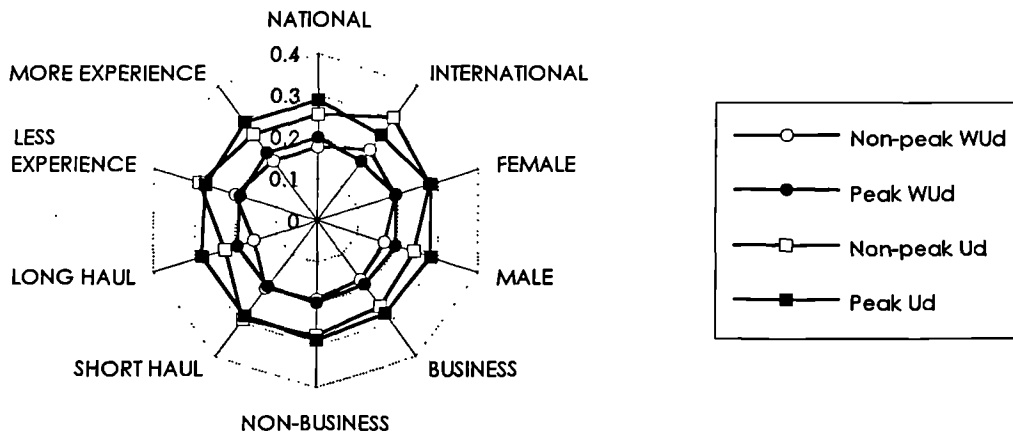 NATIONAL
0.4
MORE EXPERIENCE
INTERNATIONAL
0.3
0.2
LESS
EXPERIENCE
FEMALE
0.1
0
LONG HAUL
MALE
SHORT HAUL
BUSINESS
NON-BUSINESS
Non-peak WUd
Peak WUd
Non-peak Ud
Peak Ud